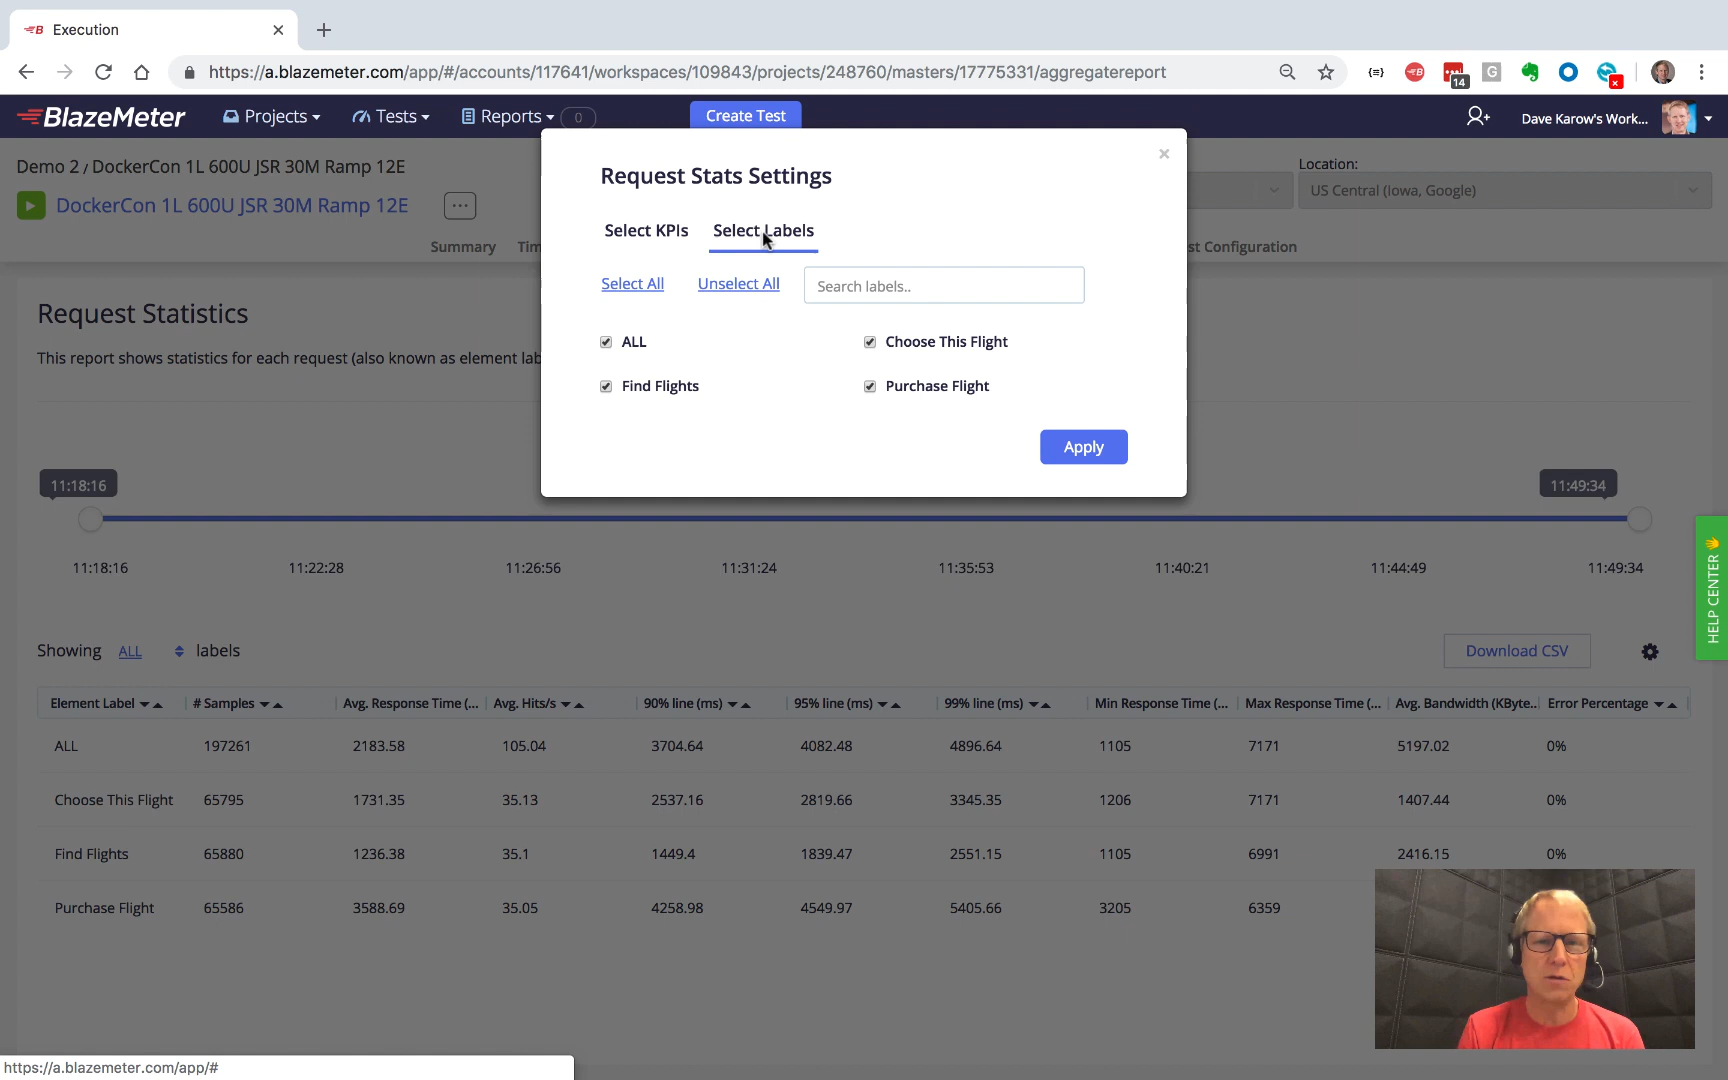 Execution
https://a.blazemeter.com/app/#/accounts/117641/workspaces/109843/projects/248760/masters/17775331/aggregatereport
14
BlazeMeter
Projects
Tests
Reports
0
Create Test
Dave Karow's Work...
Demo 2 / DockerCon 1L 600U JSR 30M Ramp 12E
DockerCon 1L 600U JSR 30M Ramp 12E
Location:
US Central (Iowa, Google)
Summary
Tim
st Configuration
Request Stats Settings
Select KPIs
Select Labels
Select All
Unselect All
Search labels..
ALL
Choose This Flight
Find Flights
Purchase Flight
Apply
Request Statistics
This report shows statistics for each request (also known as element lab
11:18:16
11:49:34
11:18:16 11:22:28 11:26:56 11:31:24 11:35:53 11:40:21 11:44:49 11:49:34
HELP CENTER
Showing ALL labels
Download CSV
Element Label # Samples Avg. Response Time (... Avg. Hits/s 90% line (ms) 95% line (ms) 99% line (ms) Min Response Time (... Max Response Time (... Avg. Bandwidth (KByte.. Error Percentage
ALL 197261 2183.58 105.04 3704.64 4082.48 4896.64 1105 7171 5197.02 0%
Choose This Flight 65795 1731.35 35.13 2537.16 2819.66 3345.35 1206 7171 1407.44 0%
Find Flights 65880 1236.38 35.1 1449.4 1839.47 2551.15 1105 6991 2416.15 0%
Purchase Flight 65586 3588.69 35.05 4258.98 4549.97 5405.66 3205 6359
https://a.blazemeter.com/app/#